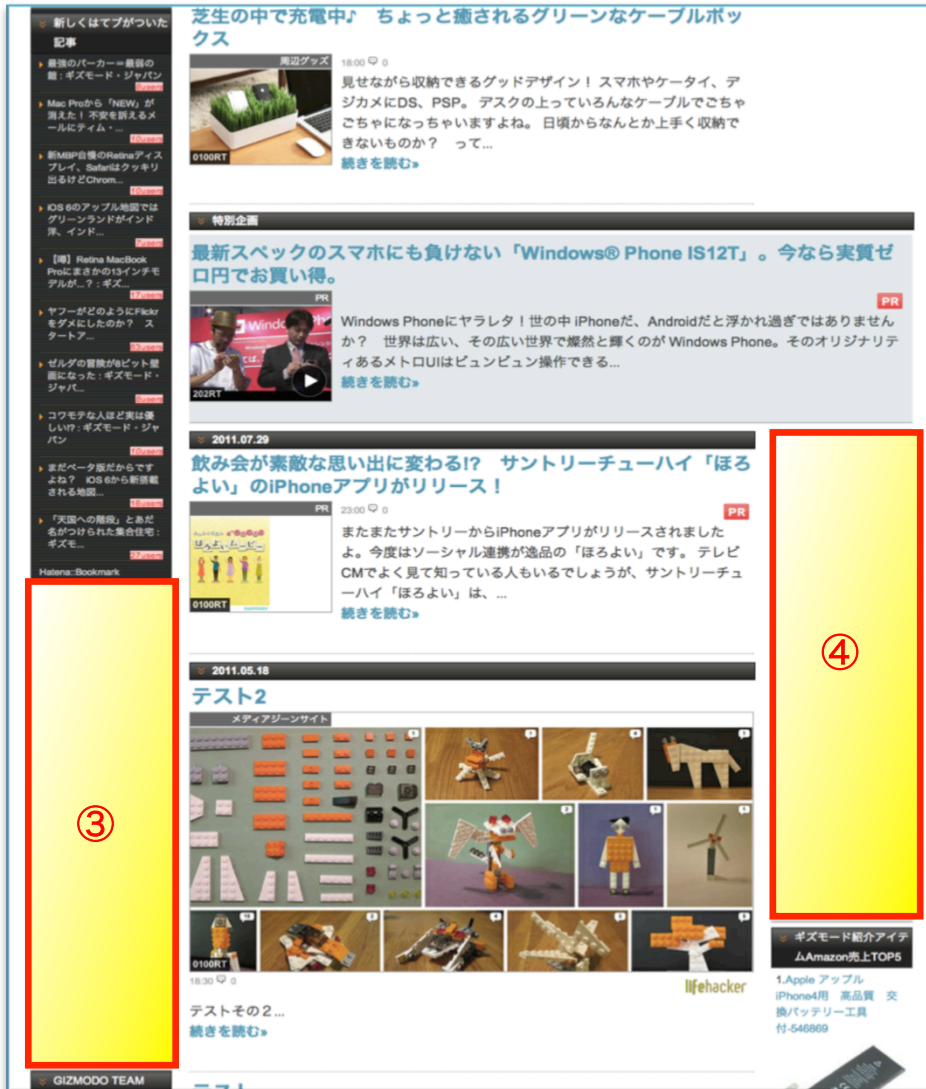 新しくはてブがついた
記事
最強のパーカー＝最弱の
鎧 : ギズモード・ジャパン
8users
Mac Proから「NEW」が
消えた！ 不安を訴えるメ
ールにティム・...
10users
新MBP自慢のRetinaディス
プレイ、Safariはクッキリ
出るけどChrom...
10users
iOS 6のアップル地図では
グリーンランドがインド
洋、インド...
7users
【噂】Retina MacBook
Proにまさかの13インチモ
デルが...？ : ギズ...
17users
ヤフーがどのようにFlickr
をダメにしたのか？　ス
タートア...
ゼルダの冒険が8ビット壁
画になった : ギズモード・
ジャパ...
コワモテな人ほど実は優
しい!? : ギズモード・ジャ
パン
10users
まだベータ版だからです
よね？　iOS 6から新搭載
される地図...
18users
「天国への階段」とあだ
名がつけられた集合住宅 :
ギズモ...
27users
Hatena::Bookmark
③
GIZMODO TEAM
芝生の中で充電中♪　ちょっと癒されるグリーンなケーブルボッ
クス
周辺グッズ
0100RT
18:00 0
見せながら収納できるグッドデザイン！ スマホやケータイ、デ
ジカメにDS、PSP。 デスクの上っていろんなケーブルでごちゃ
ごちゃになっちゃいますよね。 日頃からなんとか上手く収納で
きないものか？　って...
続きを読む»
特別企画
最新スペックのスマホにも負けない「Windows® Phone IS12T」。今なら実質ゼ
ロ円でお買い得。
PR
PR
Windows Ph
202RT
Windows Phoneにヤラレタ！世の中 iPhoneだ、Androidだと浮かれ過ぎではありません
か？　世界は広い、その広い世界で燦然と輝くのが Windows Phone。そのオリジナリテ
ィあるメトロUIはビュンビュン操作できる...
続きを読む»
2011.07.29
飲み会が素敵な思い出に変わる!?　サントリーチューハイ「ほろ
よい」のiPhoneアプリがリリース！
PR
23:00 0
PR
ほろよいムービー
0100RT
またまたサントリーからiPhoneアプリがリリースされました
よ。今度はソーシャル連携が逸品の「ほろよい」です。 テレビ
CMでよく見て知っている人もいるでしょうが、サントリーチュ
ーハイ「ほろよい」は、...
続きを読む»
2011.05.18
テスト2
メディアジーンサイト
0100RT
18:30 0
lifehacker
テストその２...
続きを読む»
テスト
④
ギズモード紹介アイテ
ムAmazon売上TOP5
1.Apple アップル
iPhone4用　高品質　交
換バッテリー工具
付-546869